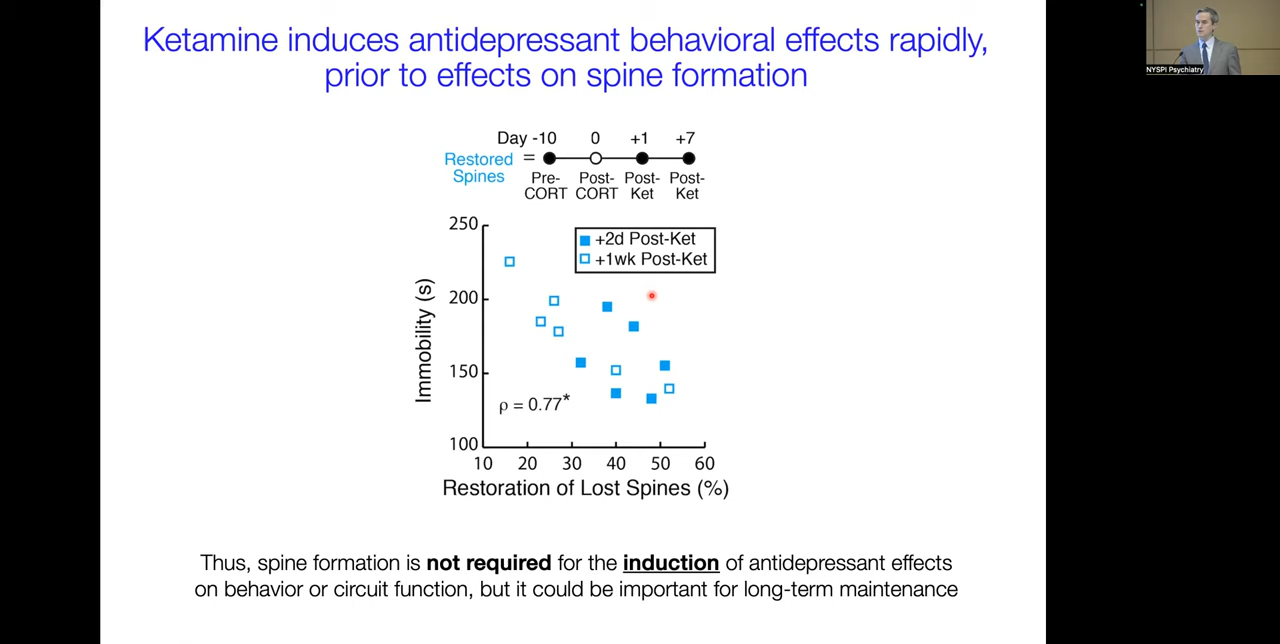 Ketamine induces antidepressant behavioral effects rapidly,
prior to effects on spine formation
NYSPI Psychiatry
Day -10 0 +1 +7
Restored Spines =
Pre-CORT Post-CORT Post-Ket Post-Ket
250
+2d Post-Ket
+1wk Post-Ket
200
Immobility (s)
150
ρ = 0.77*
100
10 20 30 40 50 60
Restoration of Lost Spines (%)
Thus, spine formation is not required for the induction of antidepressant effects
on behavior or circuit function, but it could be important for long-term maintenance